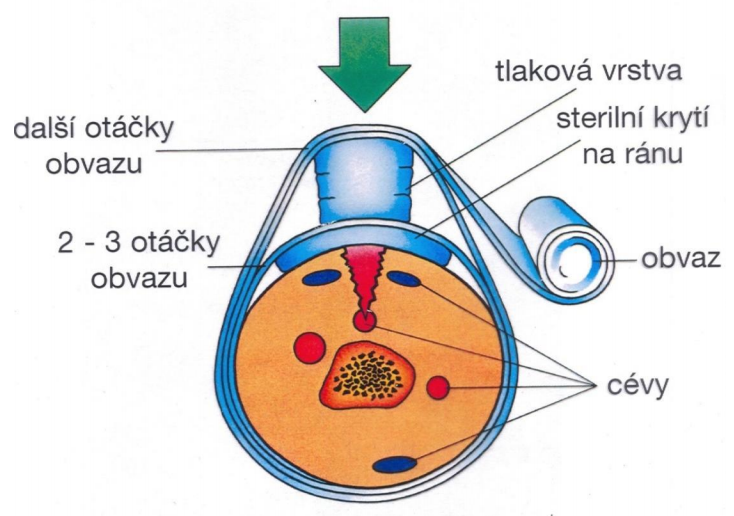 tlaková vrstva
sterilní krytí
na ránu
další otáčky
obvazu
2 - 3 otáčky
obvazu
obvaz
cévy